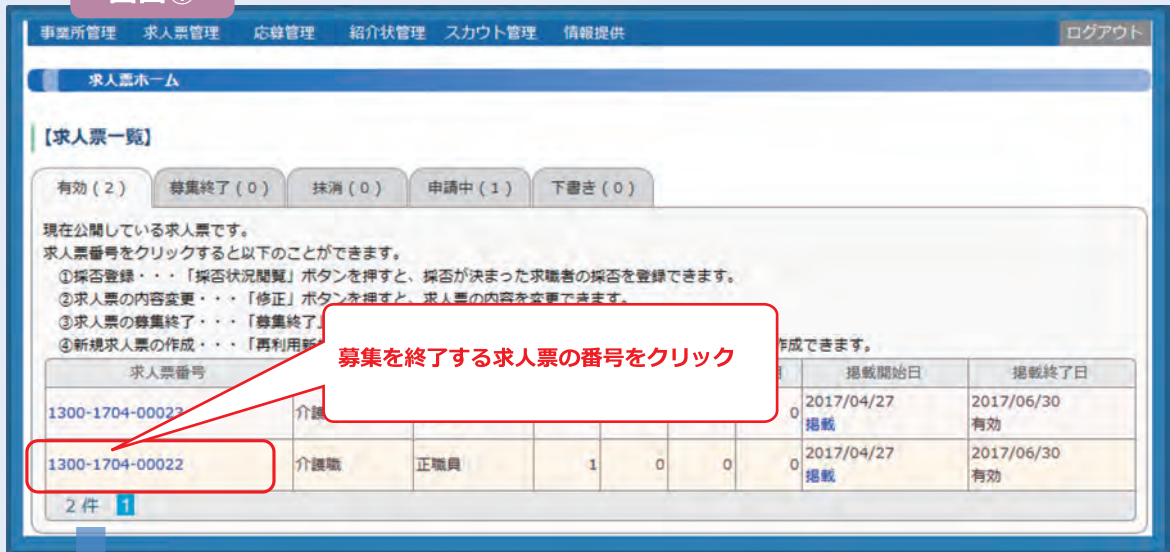 事業所管理 求人票管理 応募管理 紹介状管理 スカウト管理 情報提供 ログアウト
求人票ホーム
【求人票一覧】
有効(2) 募集終了(0) 抹消(0) 申請中(1) 下書き(0)
現在公開している求人票です。
求人票番号をクリックすると以下のことができます。
①採否登録・・・「採否状況閲覧」ボタンを押すと、採否が決まった求職者の採否を登録できます。
②求人票の内容変更・・・「修正」ボタンを押すと、求人票の内容を変更できます。
③求人票の募集終了・・・「募集終了」
④新規求人票の作成・・・「再利用新 作成できます。
募集を終了する求人票の番号をクリック
求人票番号 掲載開始日 掲載終了日
1300-1704-00023 介護 0 2017/04/27 2017/06/30
掲載 有効
1300-1704-00022 介護職 正職員 1 0 0 0 2017/04/27 2017/06/30
掲載 有効
2件 1